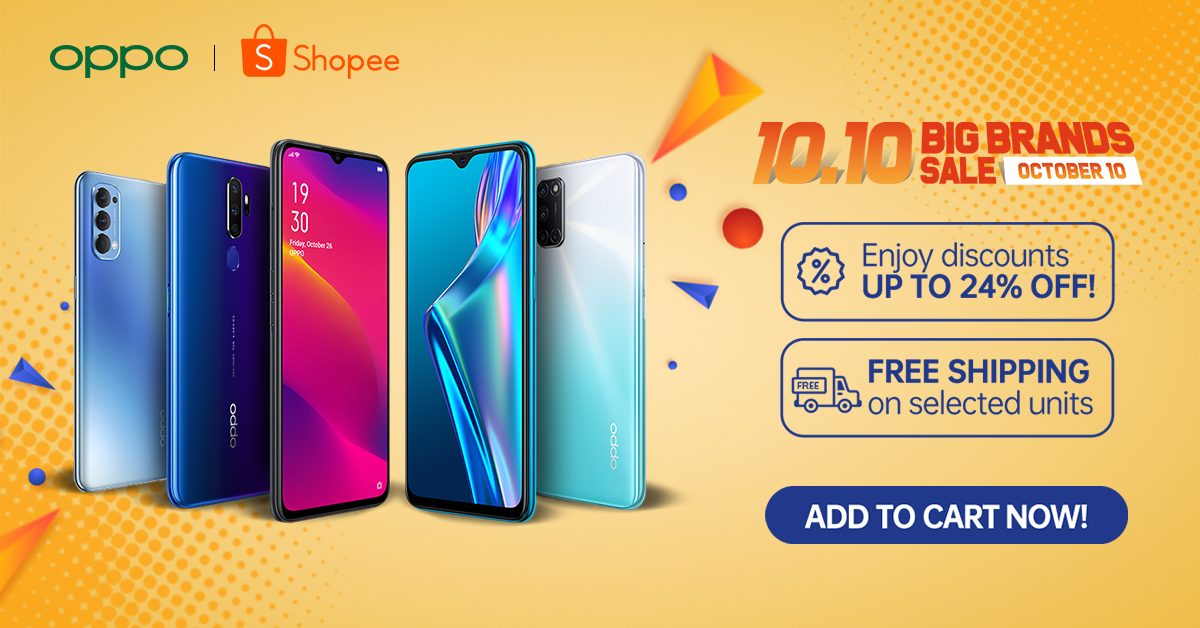 oppo | Shopee
10.10 BIG BRANDS
SALE OCTOBER 10
Enjoy discounts
UP TO 24% OFF!
FREE
FREE SHIPPING
on selected units
ADD TO CART NOW!
19
30
Friday, October 26
OPPO
oppo
oppo
oppo